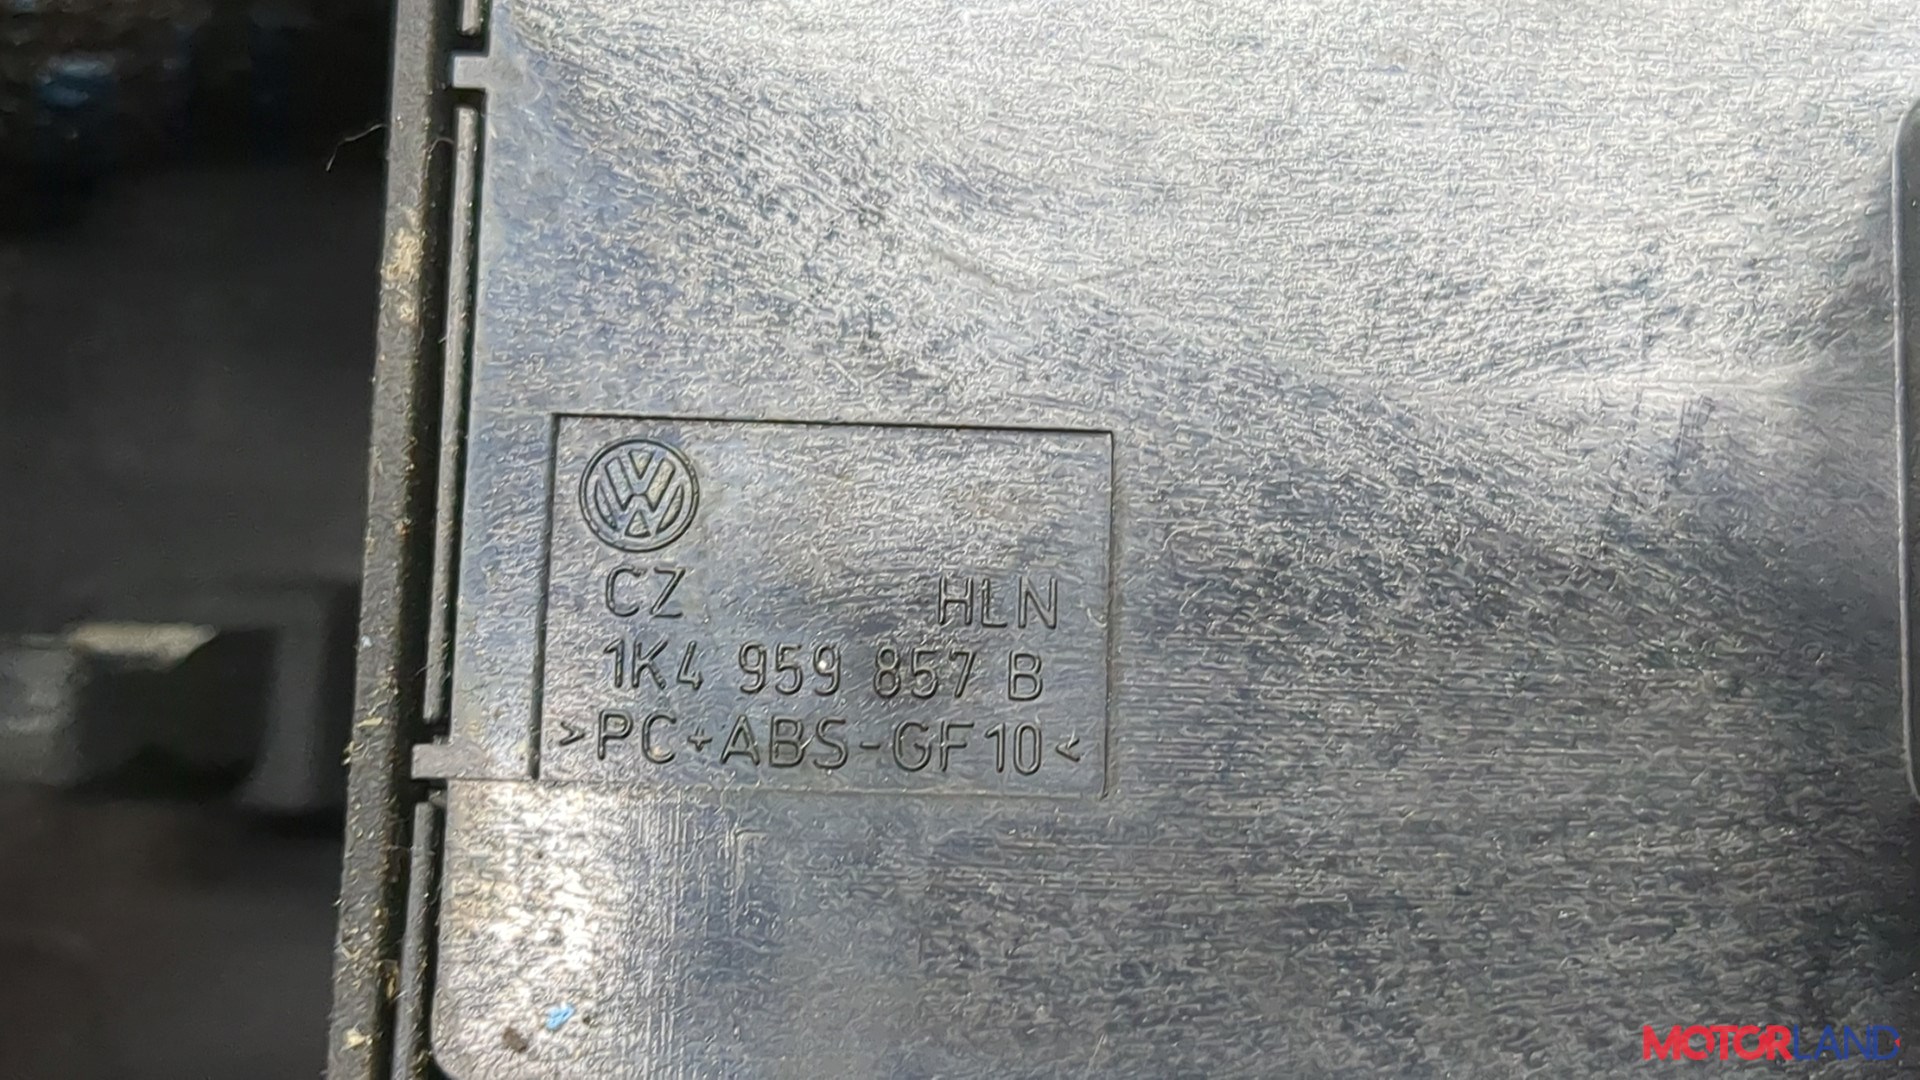 CZ HLN
1K4 959 857 B
>PC+ABS-GF10<
MOTORLAND